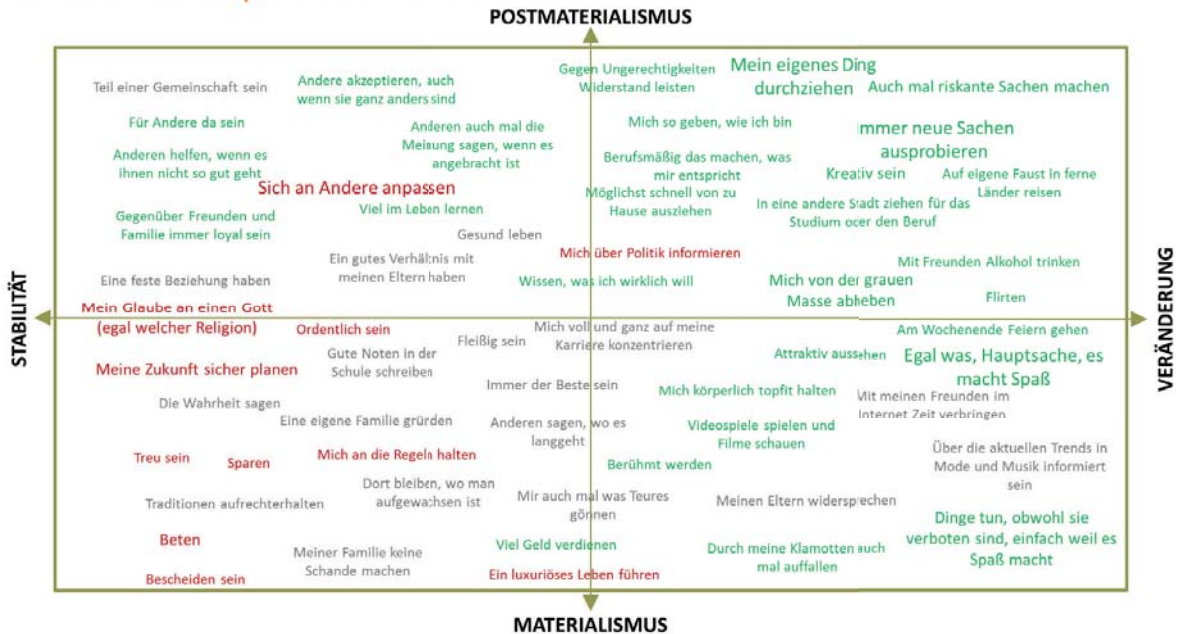 POSTMATERIALISMUS
Teil einer Gemeinschaft sein
Andere akzeptieren, auch
wenn sie ganz anders sind
Gegen Ungerechtigkeiten
Widerstand leisten
Mein eigenes Ding
durchziehen
Auch mal riskante Sachen machen
Für Andere da sein
Anderen auch mal die
Meinung sagen, wenn es
angebracht ist
Mich so geben, wie ich bin
mmer neue Sachen
ausprobieren
Anderen helfen, wenn es
ihnen nicht so gut geht
Berufsmäßig das machen, was
mir entspricht
Kreativ sein
Auf eigene Faust in ferne
Länder reisen
Sich an Andere anpassen
Möglichst schnell von zu
Hause ausziehen
In eine andere Stadt ziehen für das
Studium oder den Beruf
Viel im Leben lernen
Gegenüber Freunden und
Familie immer loyal sein
Gesund leben
Ein gutes Verhältnis mit
meinen Eltern haben
Mich über Politik informieren
Mit Freunden Alkohol trinken
Eine feste Beziehung haben
Wissen, was ich wirklich will
Mich von der grauen
Masse abheben
Flirten
STABILITÄT
VERÄNDERUNG
Mein Glaube an einen Gott
(egal welcher Religion)
Ordentlich sein
Fleißig sein
Mich voll und ganz auf meine
Karriere konzentrieren
Am Wochenende Feiern gehen
Gute Noten in der
Schule schreiben
Attraktiv aussehen
Egal was, Hauptsache, es
macht Spaß
Meine Zukunft sicher planen
Immer der Beste sein
Mich körperlich topfit halten
Mit meinen Freunden im
Internet Zeit verbringen
Die Wahrheit sagen
Eine eigene Familie gründen
Anderen sagen, wo es
langgeht
Videospiele spielen und
Filme schauen
Treu sein
Sparen
Mich an die Regeln halten
Berühmt werden
Über die aktuellen Trends in
Mode und Musik informiert
sein
Traditionen aufrechterhalten
Dort bleiben, wo man
aufgewachsen ist
Mir auch mal was Teures
gönnen
Meinen Eltern widersprechen
Beten
Viel Geld verdienen
Dinge tun, obwohl sie
verboten sind, einfach weil es
Spaß macht
Meiner Familie keine
Schande machen
Durch meine Klamotten auch
mal auffallen
Bescheiden sein
Ein luxuriöses Leben führen
MATERIALISMUS